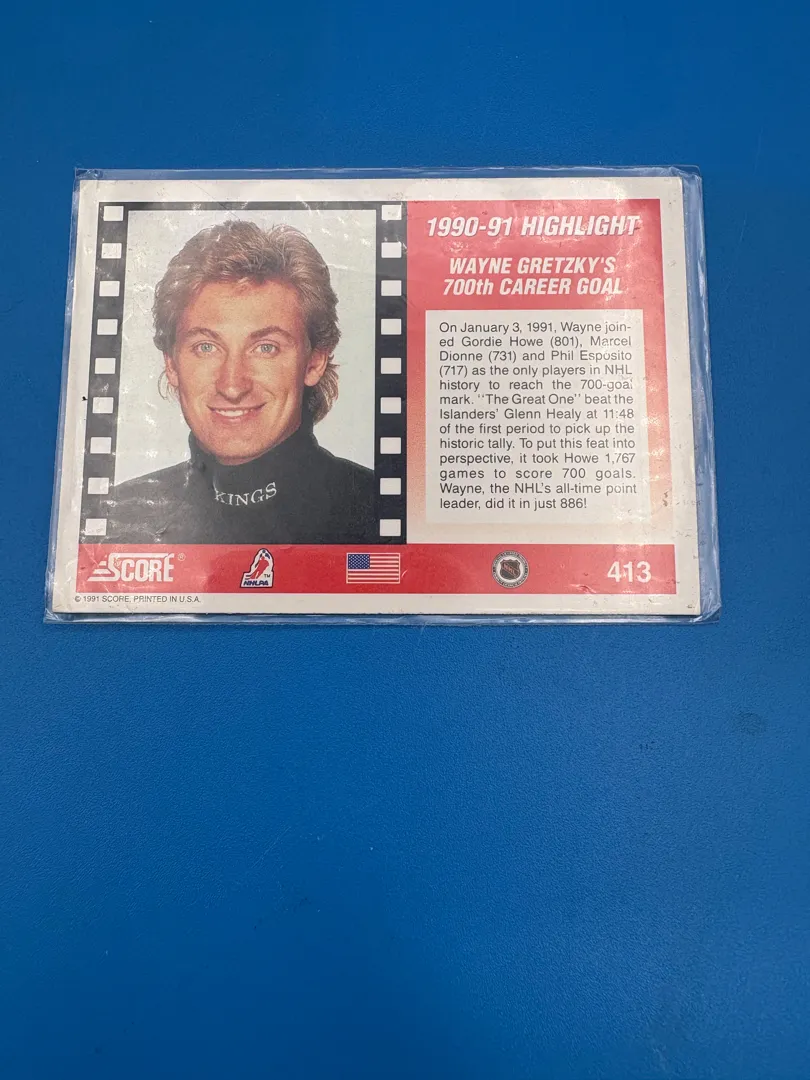 1990-91 HIGHLIGHT
WAYNE GRETZKY'S
700th CAREER GOAL
On January 3, 1991, Wayne join-
ed Gordie Howe (801), Marcel
Dionne (731) and Phil Esposito
(717) as the only players in NHL
history to reach the 700-goal
mark. "The Great One" beat the
Islanders' Glenn Healy at 11:48
of the first period to pick up the
historic tally. To put this feat into
perspective, it took Howe 1,767
games to score 700 goals.
Wayne, the NHL's all-time point
leader, did it in just 886!
KINGS
SCORE®
NHLPA
TM
413
© 1991 SCORE, PRINTED IN U.S.A.